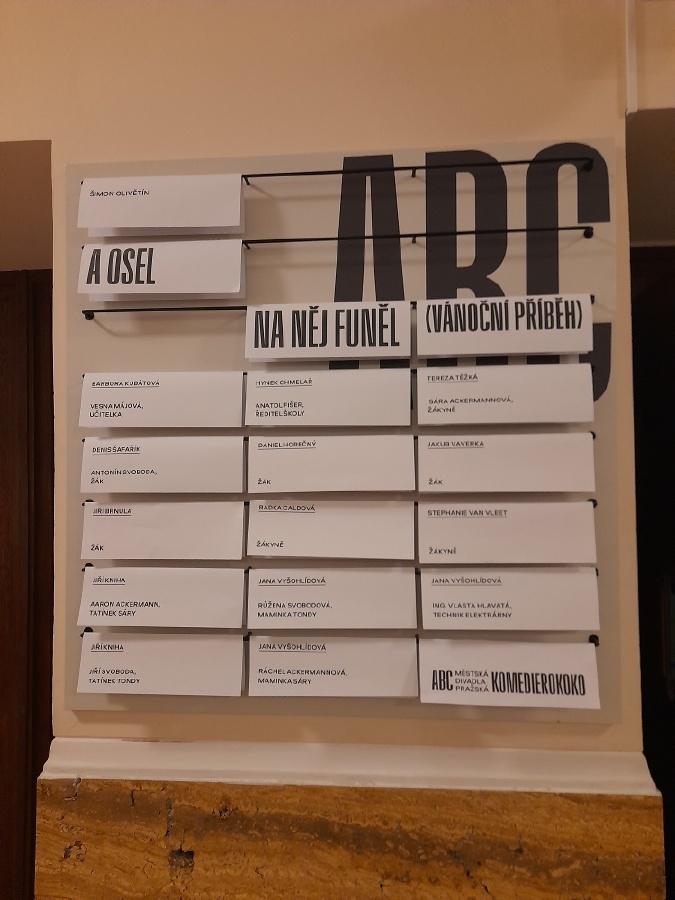 ABC
ŠIMON OLIVĚTÍN
A OSEL
NA NĚJ FUNĚL
(VÁNOČNÍ PŘÍBĚH)
BARBORA KUBÁTOVÁ
VESNA MÁJOVÁ,
UČITELKA
HYNEK CHMELAŘ
ANATOL FIŠER,
ŘEDITEL ŠKOLY
TEREZA TĚŽKÁ
SÁRA ACKERMANNOVÁ,
ŽÁKYNĚ
DENIS ŠAFAŘÍK
ANTONÍN SVOBODA,
ŽÁK
DANIEL HOREČNÝ
ŽÁK
JAKUB VAVERKA
ŽÁK
JIŘÍ BRNULA
ŽÁK
RADKA CALDOVÁ
ŽÁKYNĚ
STEPHANIE VAN VLEET
ŽÁKYNĚ
JIŘÍ KNIHA
AARON ACKERMANN,
TATÍNEK SÁRY
JANA VYŠOHLÍDOVÁ
RŮŽENA SVOBODOVÁ,
MAMINKA TONDY
JANA VYŠOHLÍDOVÁ
ING. VLASTA HLAVATÁ,
TECHNIK ELEKTRÁRNY
JIŘÍ KNIHA
JIŘÍ SVOBODA,
TATÍNEK TONDY
JANA VYŠOHLÍDOVÁ
RÁCHEL ACKERMANNOVÁ,
MAMINKA SÁRY
ABC MĚSTSKÁ DIVADLA PRAŽSKÁ KOMEDIE ROKOKO